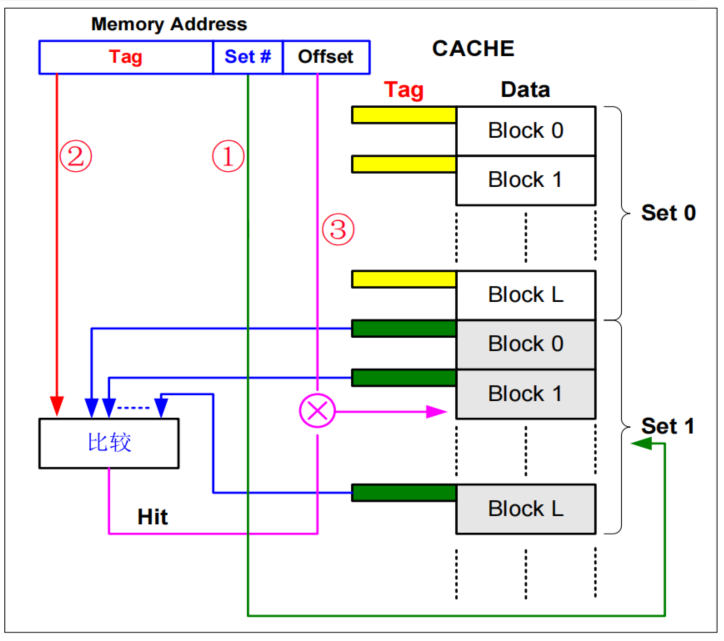 Memory Address
Tag Set # Offset
CACHE
Tag Data
Block 0
② ① Block 1
③ Set 0
Block L
Block 0
Block 1
Set 1
比较
Block L
Hit